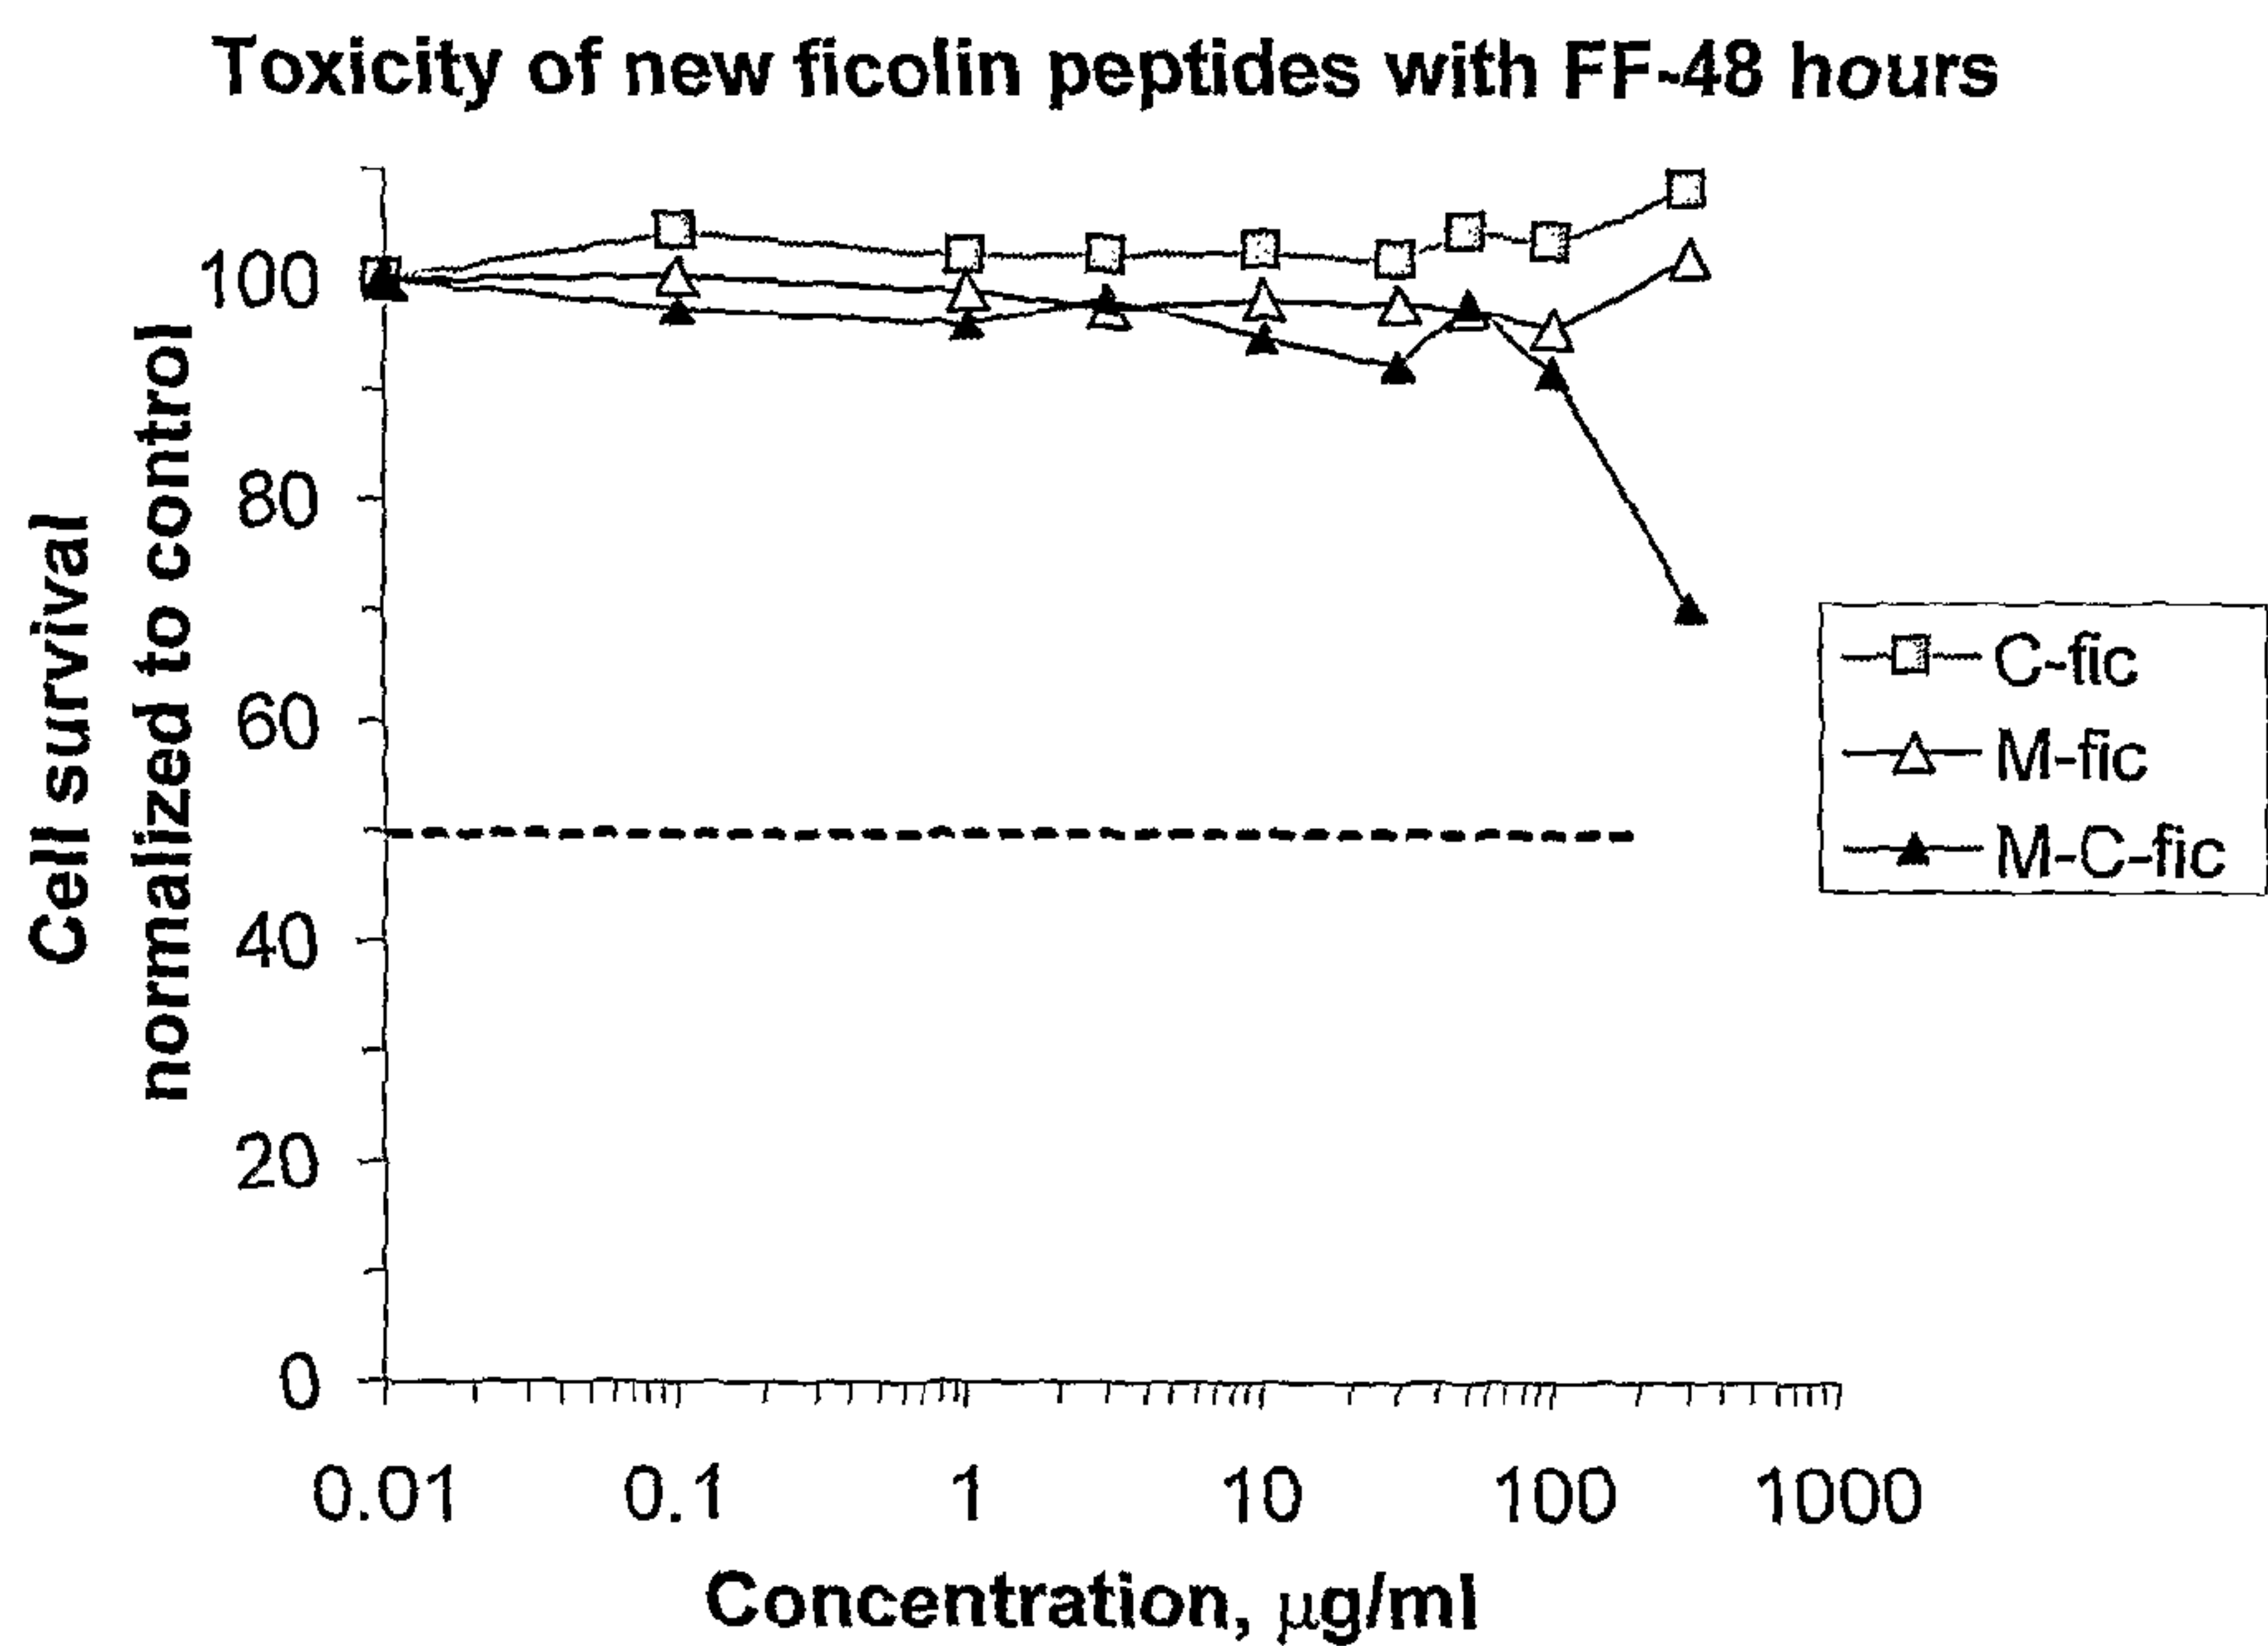 Toxicity of new ficolin peptides with FF-48 hours
Cell survival
normalized to control
100
80
60
40
20
0
0.01 0.1 1 10 100 1000
Concentration, μg/ml
C-fic
M-fic
M-C-fic